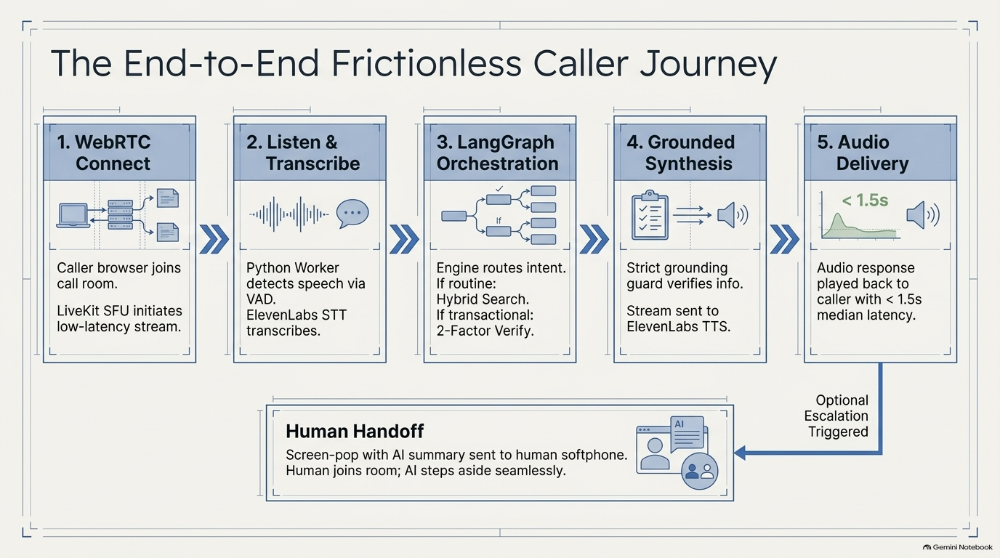 The End-to-End Frictionless Caller Journey
1. WebRTC
Connect
Caller browser joins
call room.
LiveKit SFU initiates
low-latency stream.
2. Listen &
Transcribe
Python Worker
detects speech via
VAD.
ElevenLabs STT
transcribes.
3. LangGraph
Orchestration
If
Engine routes intent.
If routine:
Hybrid Search.
If transactional:
2-Factor Verify.
4. Grounded
Synthesis
Strict grounding
guard verifies info.
Stream sent to
ElevenLabs TTS.
5. Audio
Delivery
< 1.5s
Audio response
played back to
caller with < 1.5s
median latency.
Optional
Escalation
Triggered
Human Handoff
Screen-pop with AI summary sent to human softphone.
Human joins room; AI steps aside seamlessly.
AI
Gemini Notebook